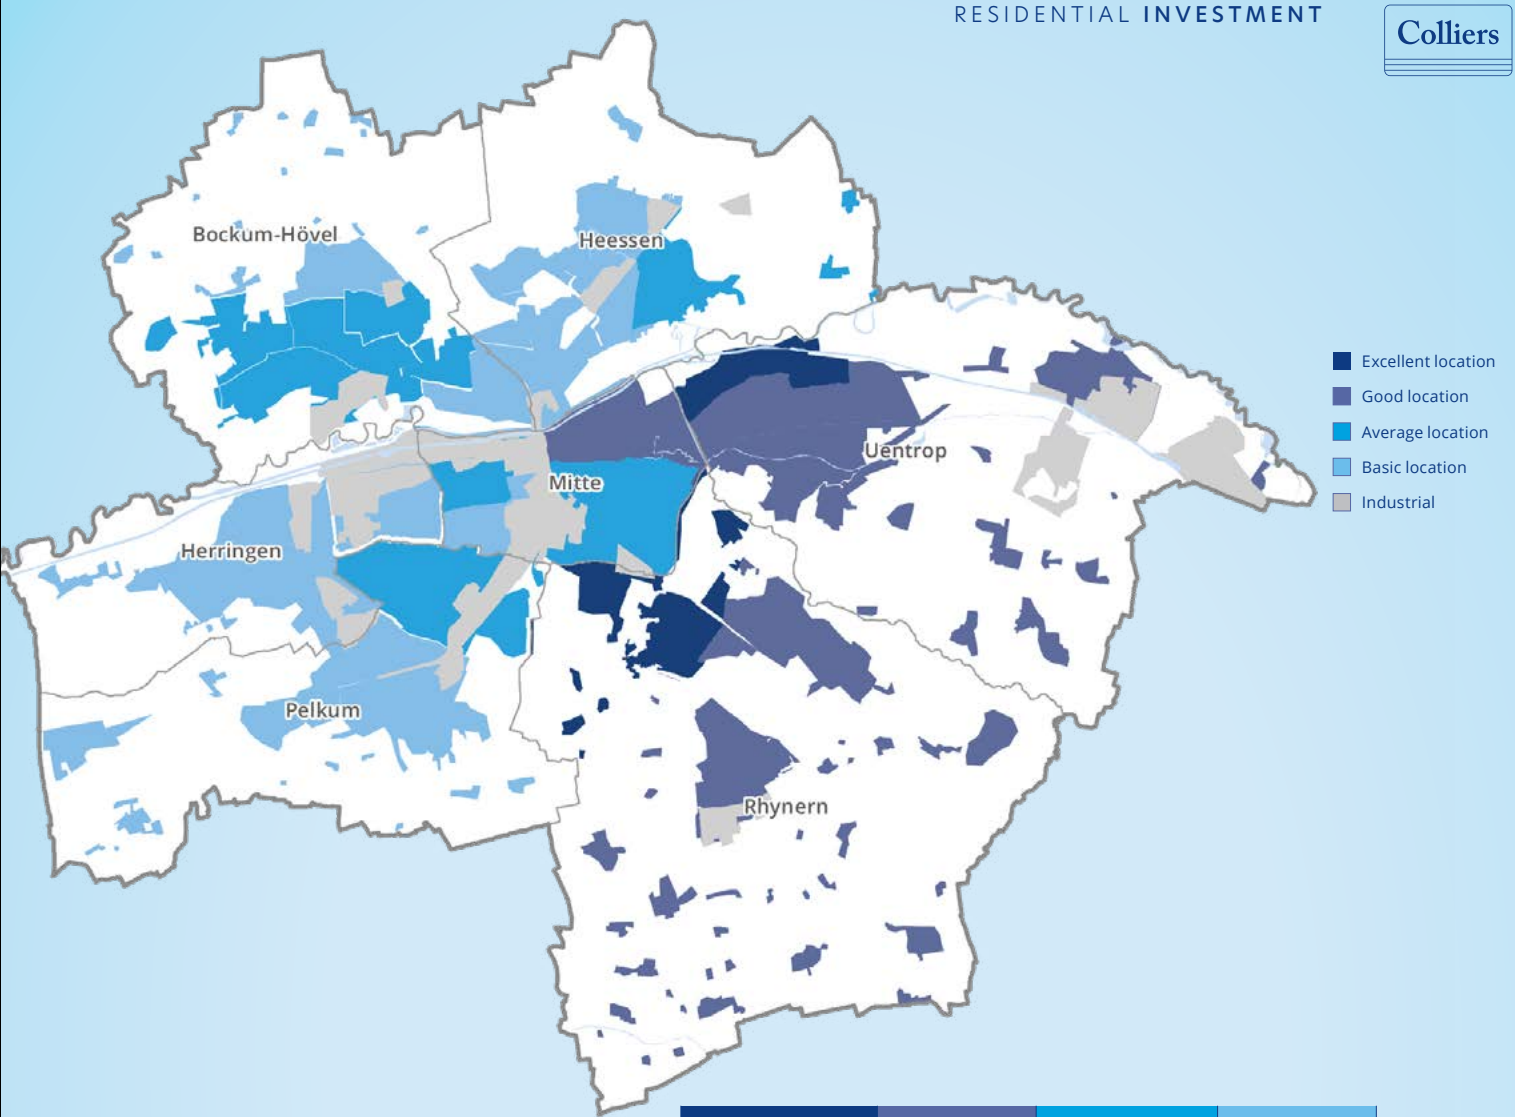 RESIDENTIAL INVESTMENT
Colliers
Bockum-Hövel
Heessen
Excellent location
Good location
Average location
Basic location
Industrial
Uentrop
Mitte
Herringen
Pelkum
Rhynern